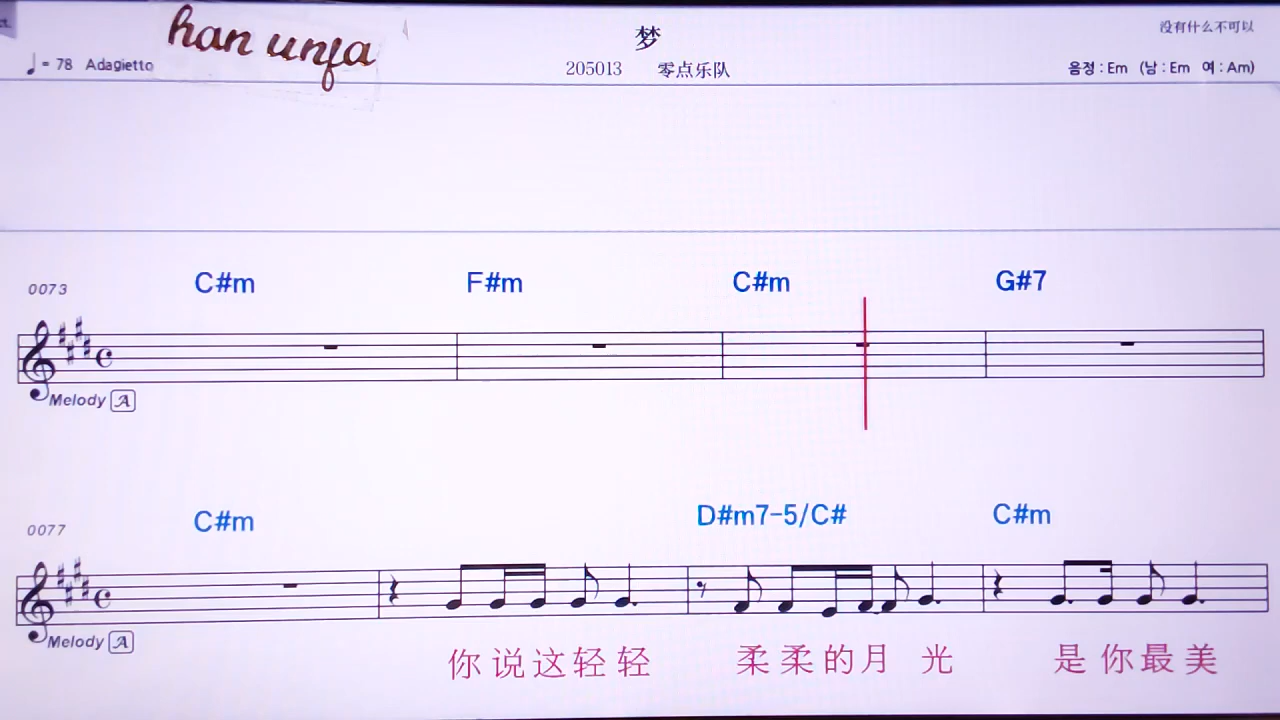 han unfa
梦
没有什么不可以
♩= 78 Adagietto
205013 零点乐队
음정 : Em (남 : Em 여 : Am)
0073 C#m F#m C#m G#7
Melody A
0077 C#m D#m7-5/C# C#m
Melody A
你说这轻轻 柔柔的月 光 是你最美